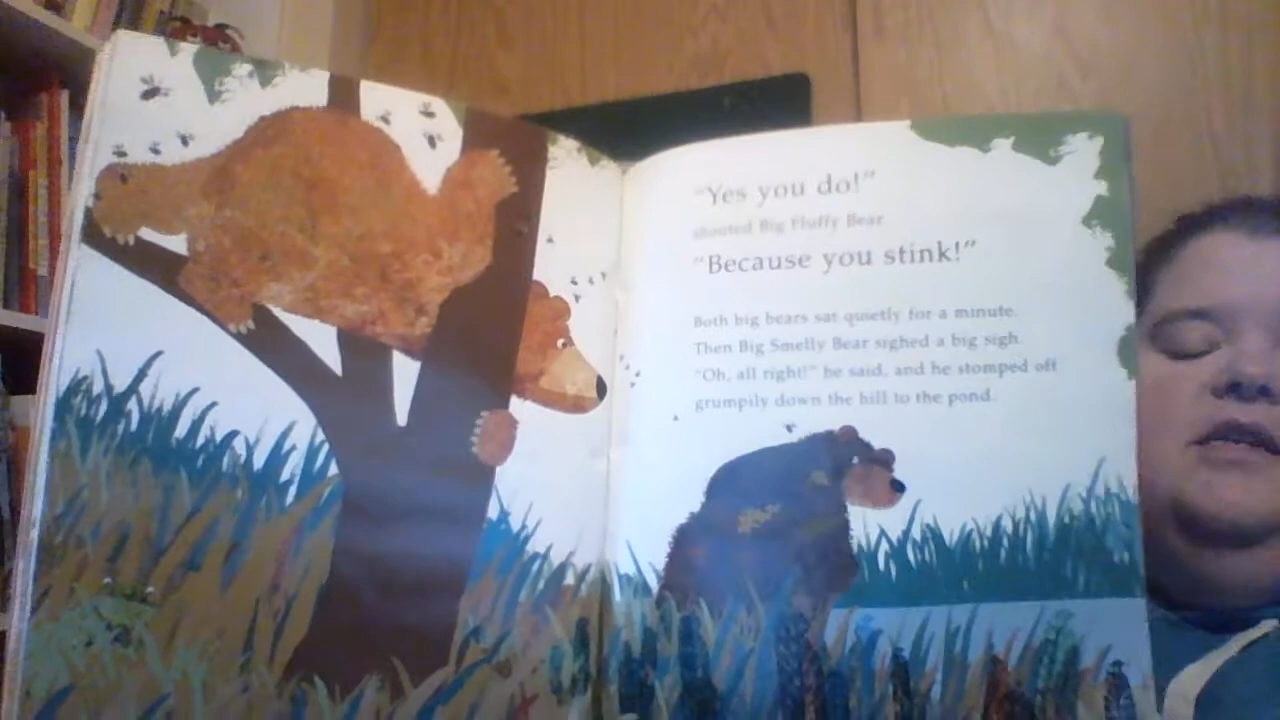 “Yes you do!”
shouted Big Fluffy Bear
“Because you stink!”
Both big bears sat quietly for a minute.
Then Big Smelly Bear sighed a big sigh.
“Oh, all right!” he said, and he stomped off
grumpily down the hill to the pond.